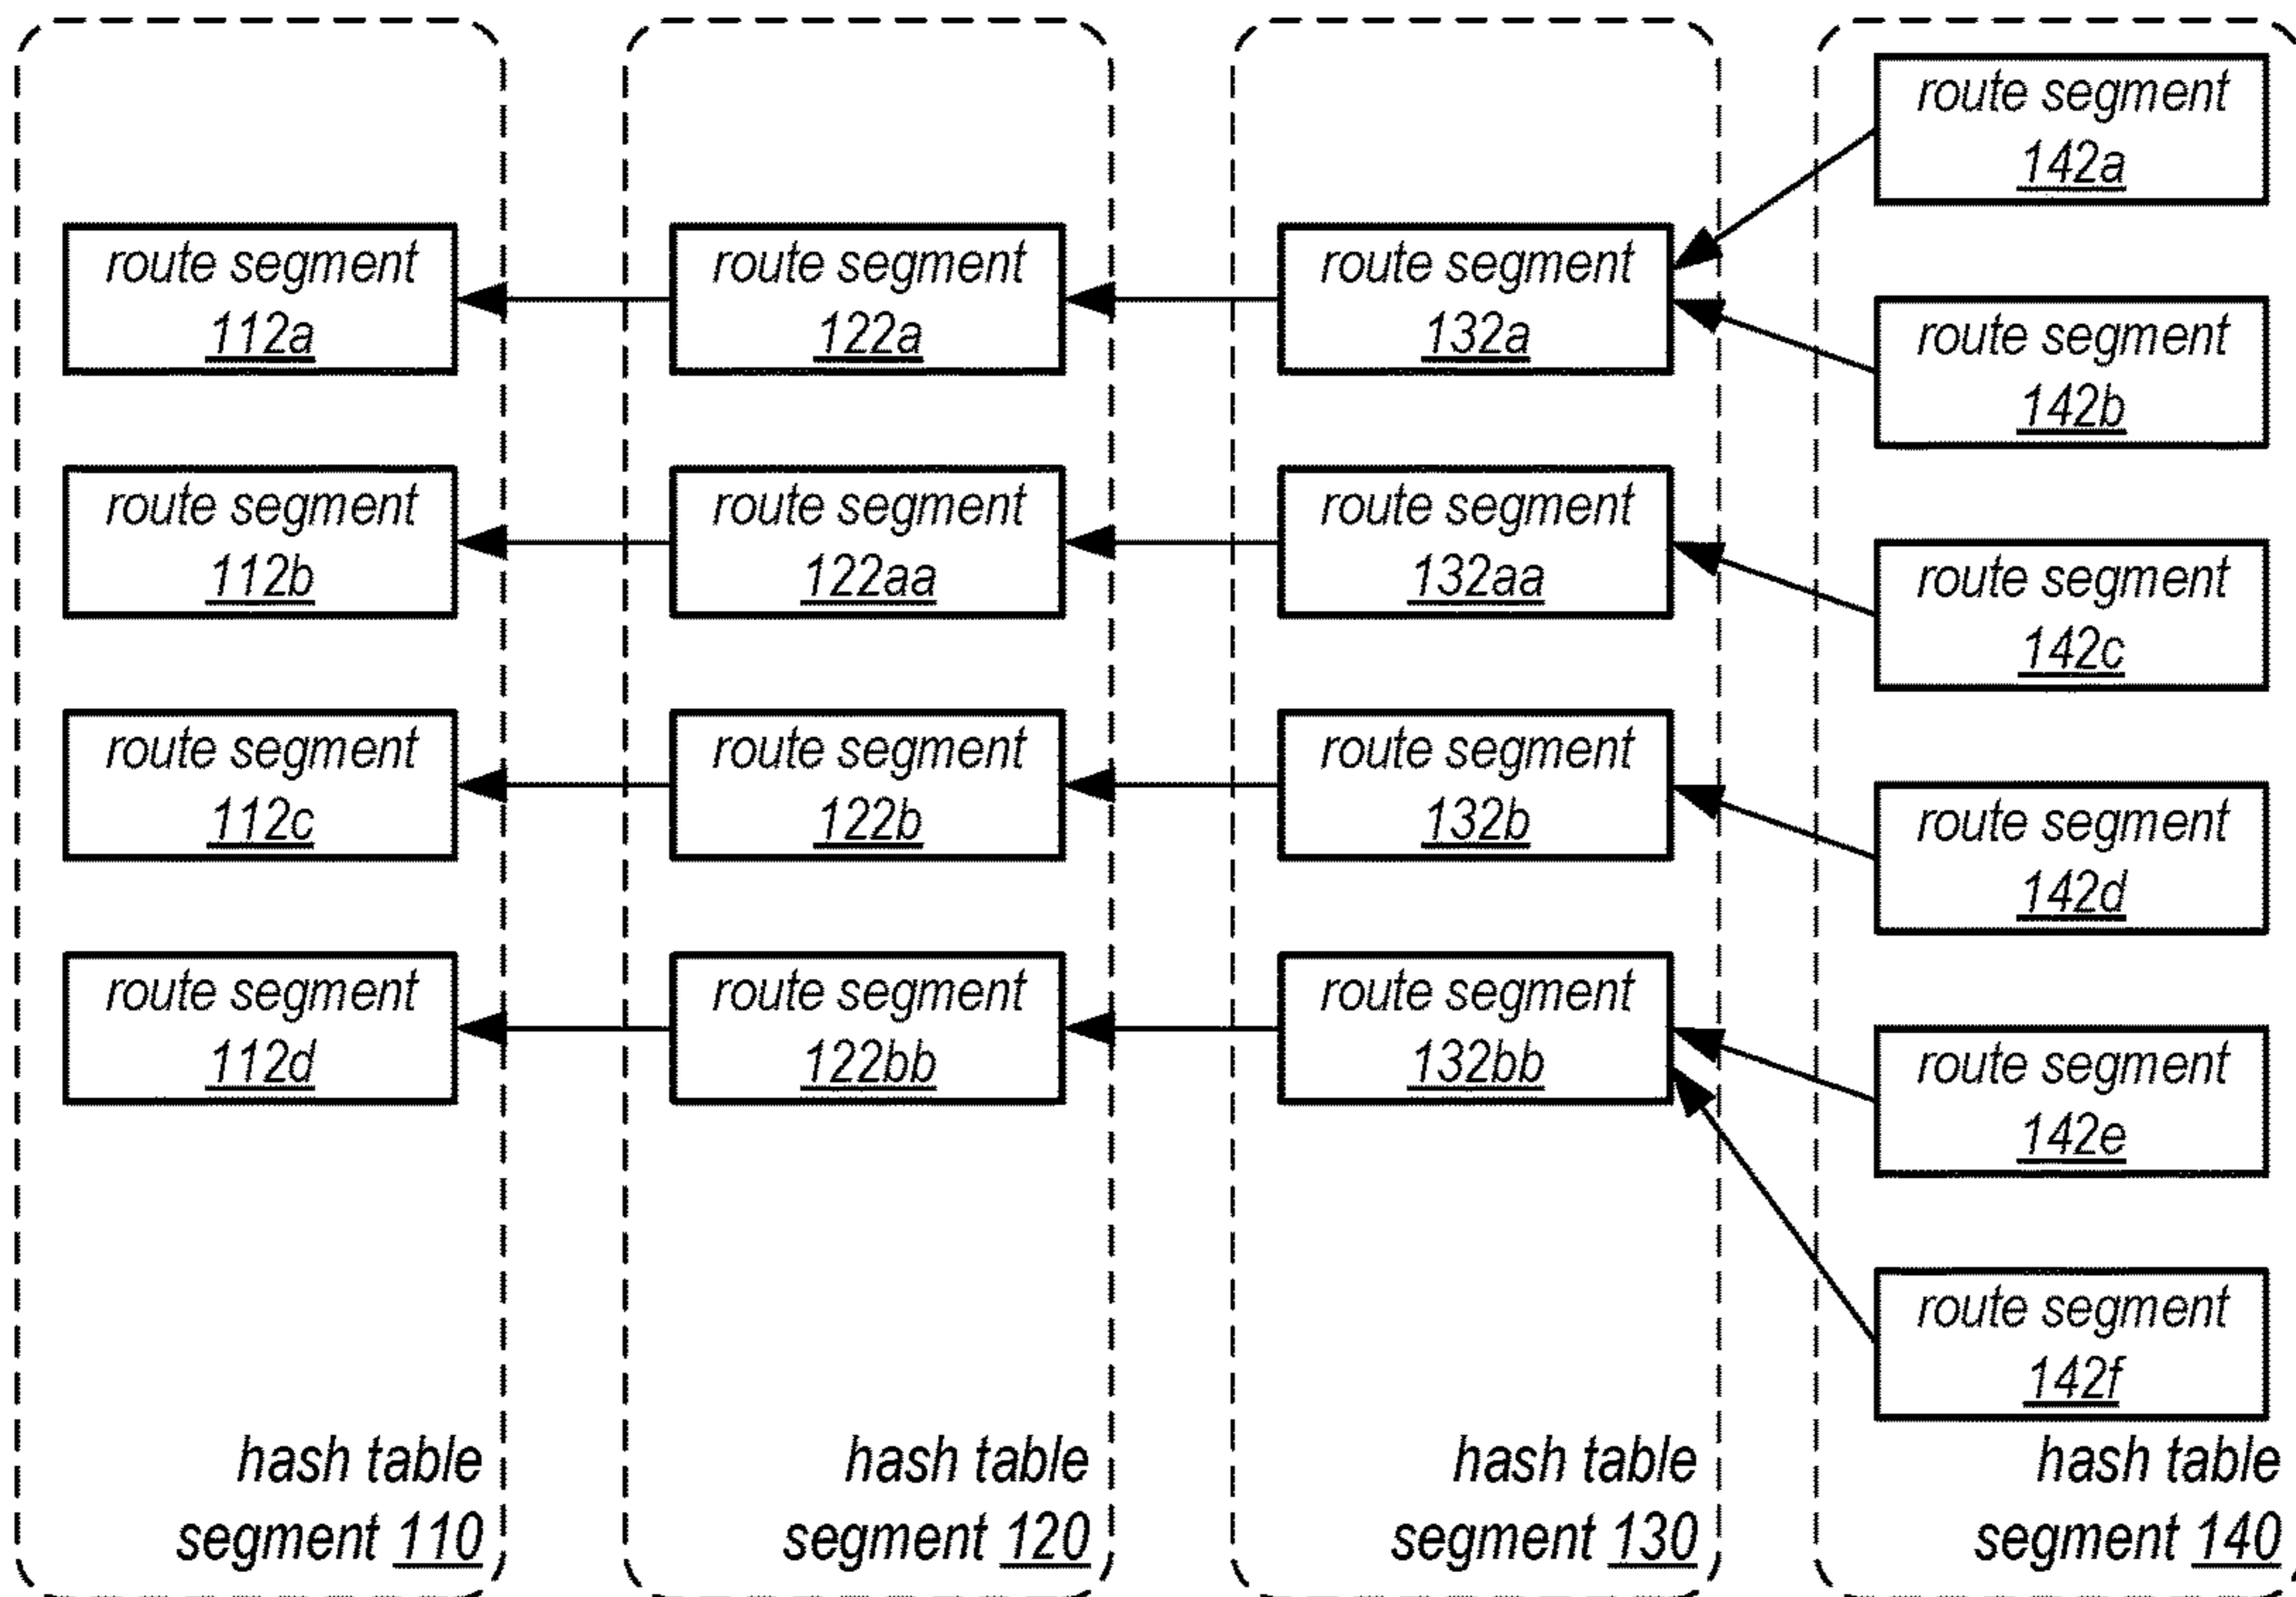 route segment
112a
route segment
112b
route segment
112c
route segment
112d
hash table
segment 110
route segment
122a
route segment
122aa
route segment
122b
route segment
122bb
hash table
segment 120
route segment
132a
route segment
132aa
route segment
132b
route segment
132bb
hash table
segment 130
route segment
142a
route segment
142b
route segment
142c
route segment
142d
route segment
142e
route segment
142f
hash table
segment 140